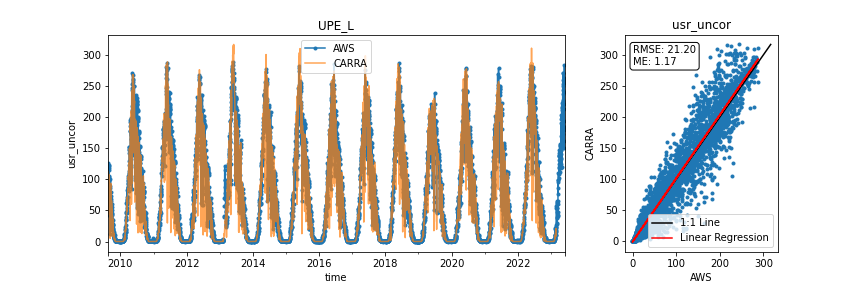 UPE_L
usr_uncor
300
250
200
150
100
50
0
2010
2012
2014
2016
2018
2020
2022
time
AWS
CARRA
usr_uncor
CARRA
300
250
200
150
100
50
0
0
100
200
300
AWS
RMSE: 21.20
ME: 1.17
1:1 Line
Linear Regression